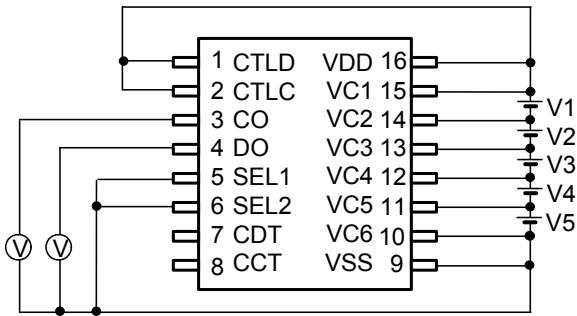 1 CTLD VDD 16
2 CTLC VC1 15
3 CO VC2 14
4 DO VC3 13
5 SEL1 VC4 12
6 SEL2 VC5 11
7 CDT VC6 10
8 CCT VSS 9
V1
V2
V3
V4
V5
V V